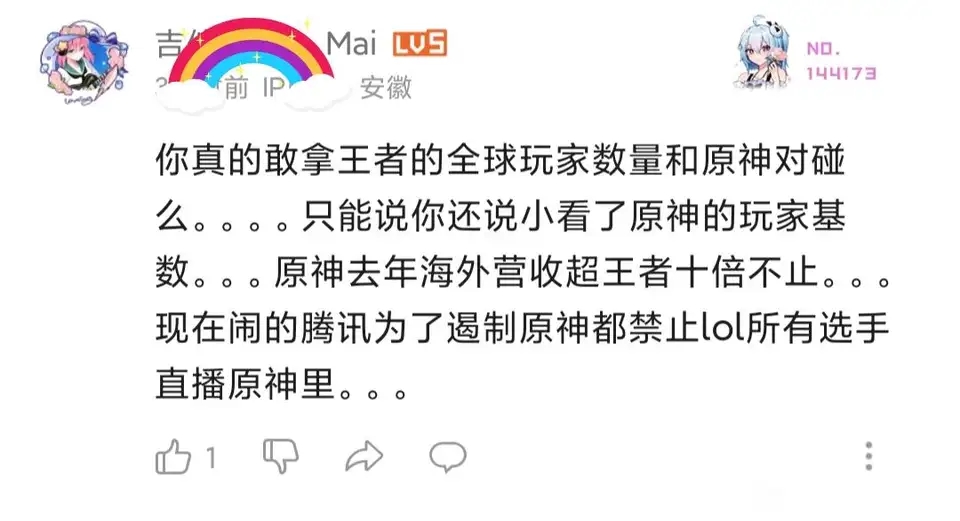 吉 Mai LV5
前 IP 安徽
NO.
144173
你真的敢拿王者的全球玩家数量和原神对碰
么。。。。只能说你还说小看了原神的玩家基
数。。。原神去年海外营收超王者十倍不止。。。
现在闹的腾讯为了遏制原神都禁止lol所有选手
直播原神里。。。
1